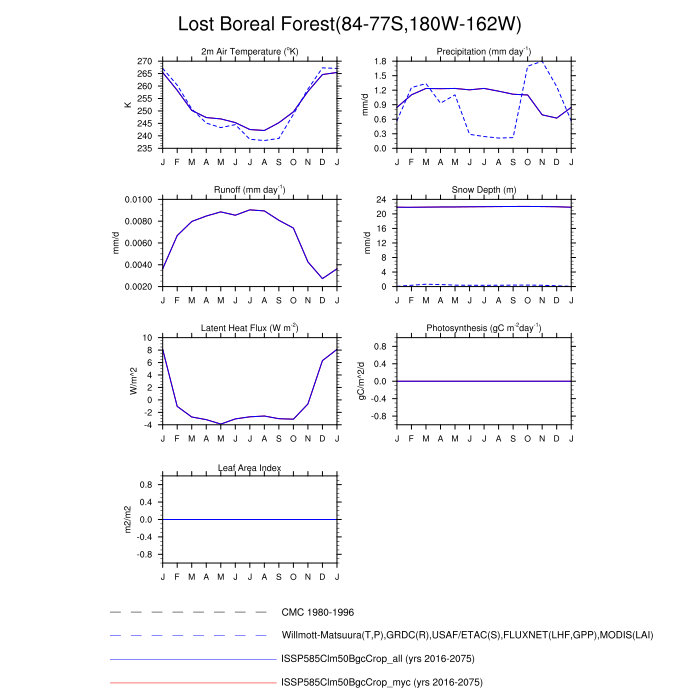 Lost Boreal Forest(84-77S,180W-162W)
2m Air Temperature (°K)
K
270
265
260
255
250
245
240
235
J F M A M J J A S O N D J
Precipitation (mm day⁻¹)
mm/d
1.8
1.5
1.2
0.9
0.6
0.3
0.0
J F M A M J J A S O N D J
Runoff (mm day⁻¹)
mm/d
0.0100
0.0080
0.0060
0.0040
0.0020
J F M A M J J A S O N D J
Snow Depth (m)
mm/d
24
20
16
12
8
4
0
J F M A M J J A S O N D J
Latent Heat Flux (W m⁻²)
W/m^2
10
8
6
4
2
0
-2
-4
J F M A M J J A S O N D J
Photosynthesis (gC m⁻²day⁻¹)
gC/m^2/d
0.8
0.4
0.0
-0.4
-0.8
J F M A M J J A S O N D J
Leaf Area Index
m2/m2
0.8
0.4
0.0
-0.4
-0.8
J F M A M J J A S O N D J
CMC 1980-1996
Willmott-Matsuura(T,P),GRDC(R),USAF/ETAC(S),FLUXNET(LHF,GPP),MODIS(LAI)
ISSP585Clm50BgcCrop_all (yrs 2016-2075)
ISSP585Clm50BgcCrop_myc (yrs 2016-2075)